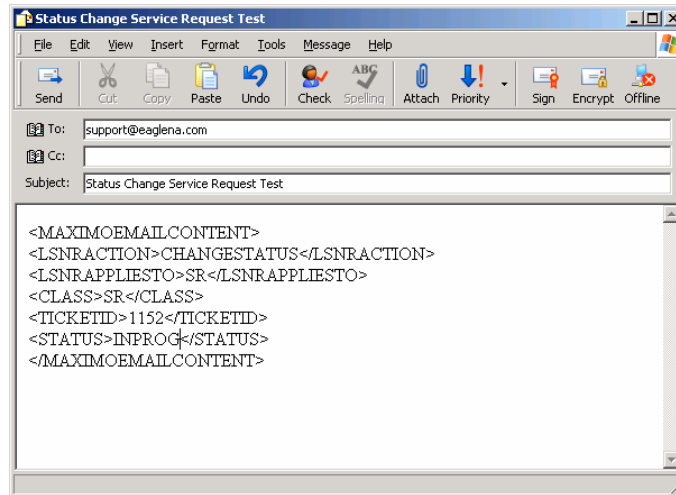 Status Change Service Request Test
File Edit View Insert Format Tools Message Help
Send Cut Copy Paste Undo Check Spelling Attach Priority Sign Encrypt Offline
To: support@eaglena.com
Cc:
Subject: Status Change Service Request Test
<MAXIMOEMAILCONTENT>
<LSNRACTION>CHANGESTATUS</LSNRACTION>
<LSNRAPPLIESTO>SR</LSNRAPPLIESTO>
<CLASS>SR</CLASS>
<TICKETID>1152</TICKETID>
<STATUS>INPROG</STATUS>
</MAXIMOEMAILCONTENT>